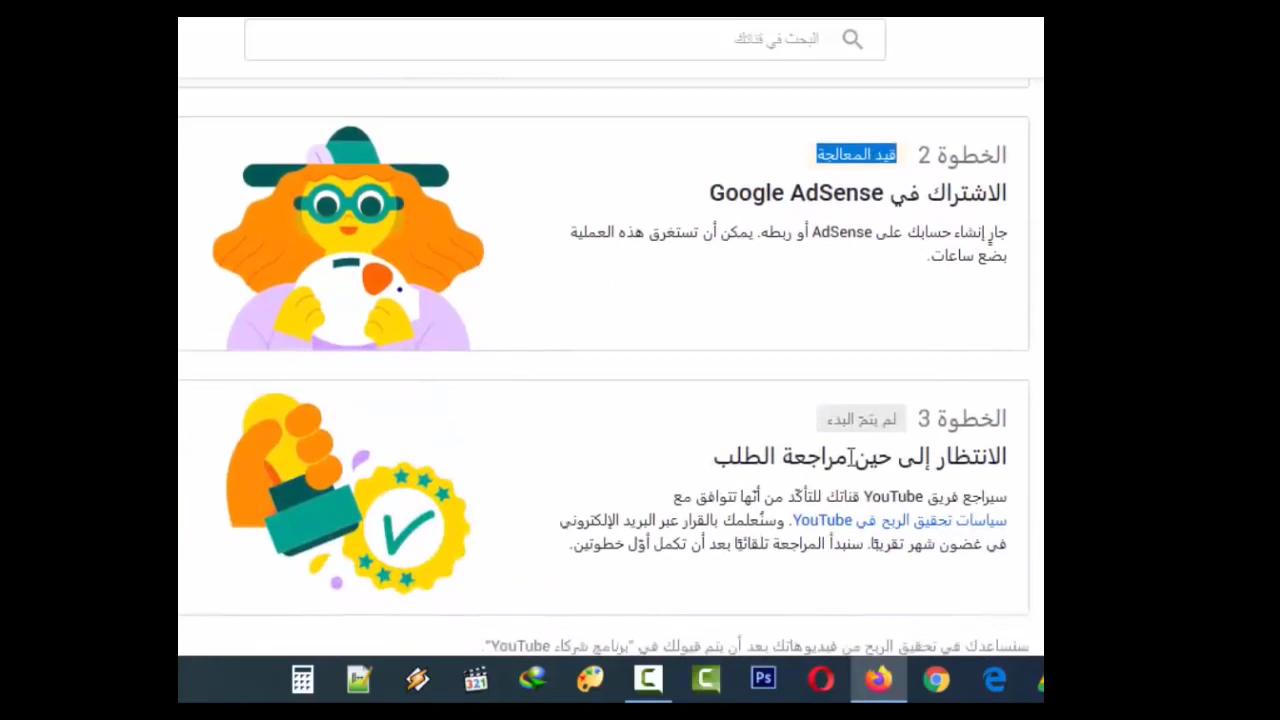 البحث في قناتك
الخطوة 2 قيد المعالجة
الاشتراك في Google AdSense
جارٍ إنشاء حسابك على AdSense أو ربطه. يمكن أن تستغرق هذه العملية
بضع ساعات.
الخطوة 3 لم يتمّ البدء
الانتظار إلى حين مراجعة الطلب
سيراجع فريق YouTube قناتك للتأكّد من أنّها تتوافق مع
سياسات تحقيق الربح في YouTube. وسنُعلمك بالقرار عبر البريد الإلكتروني
في غضون شهر تقريبًا. سنبدأ المراجعة تلقائيًا بعد أن تكمل أوّل خطوتين.
سنساعدك في تحقيق الربح من فيديوهاتك بعد أن يتم قبولك في "برنامج شركاء YouTube".
321
Ps